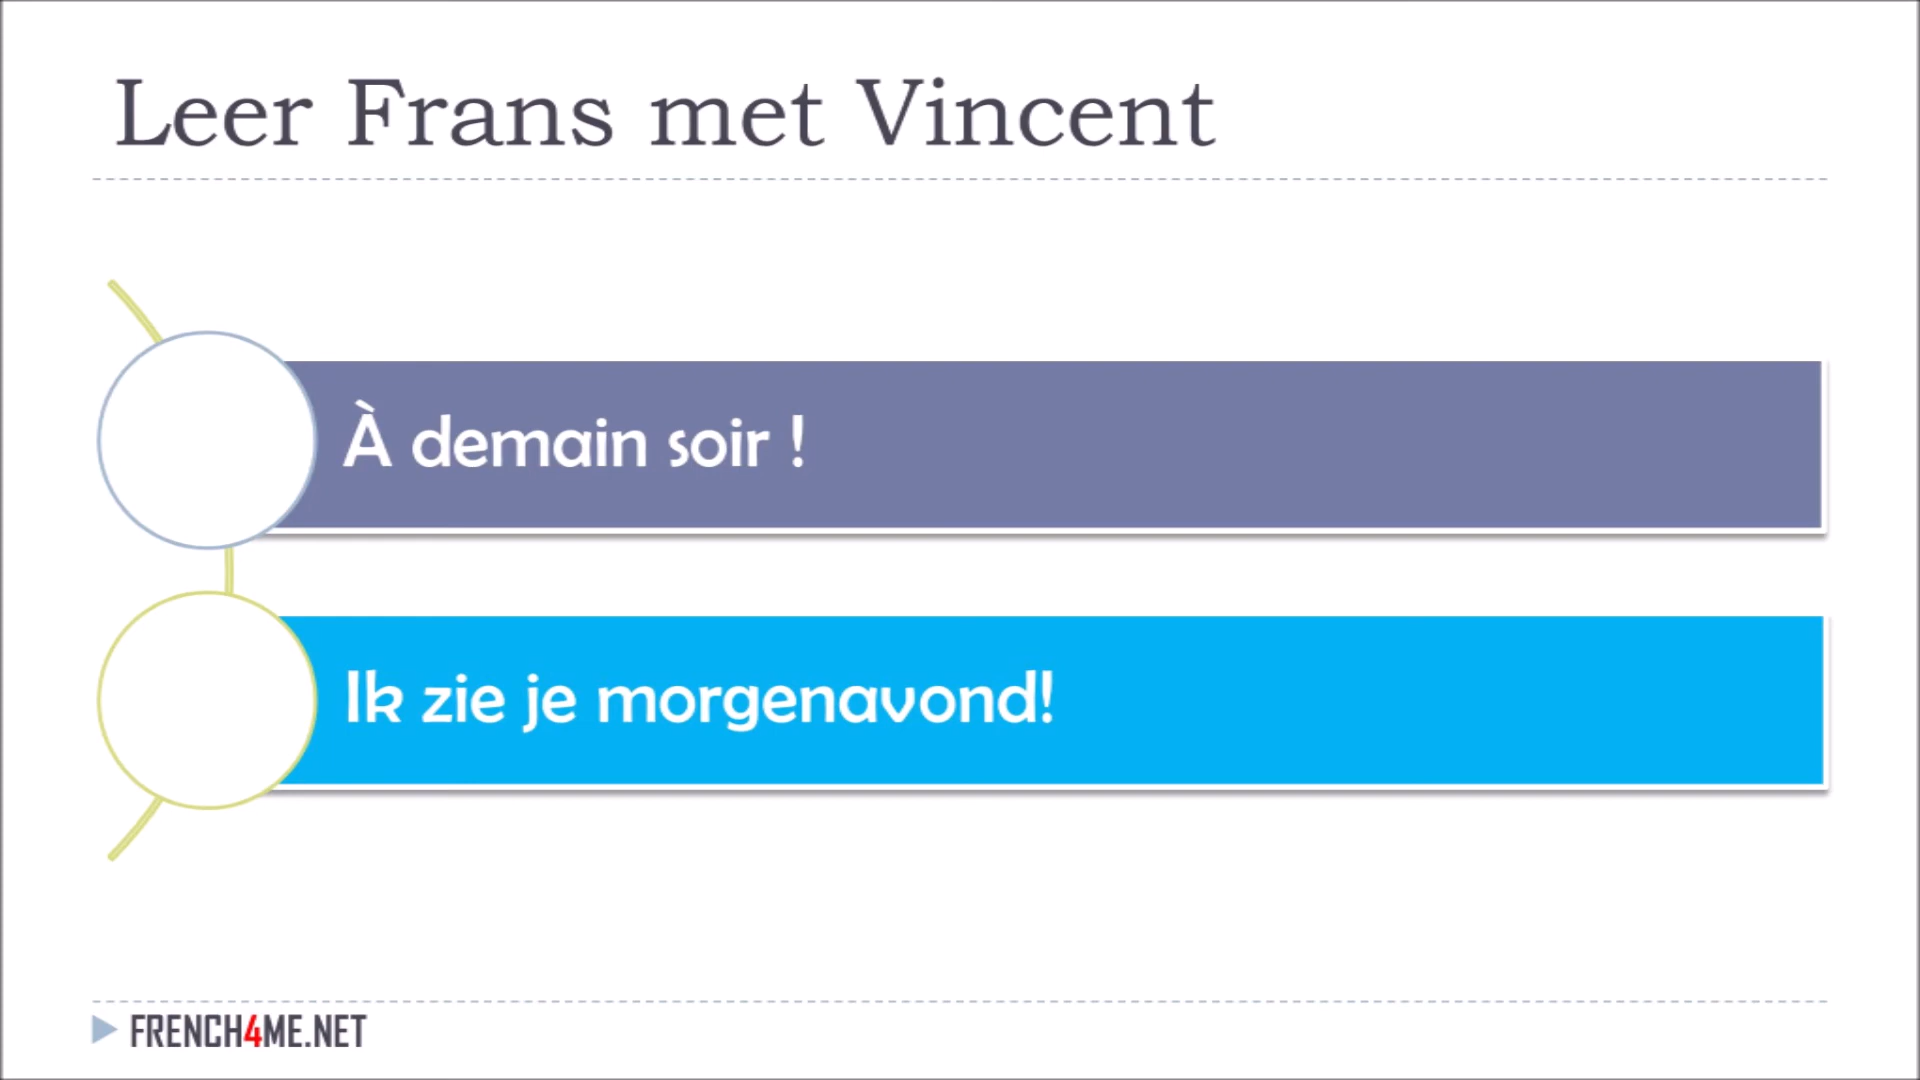 Leer Frans met Vincent
À demain soir !
Ik zie je morgenavond!
FRENCH4ME.NET